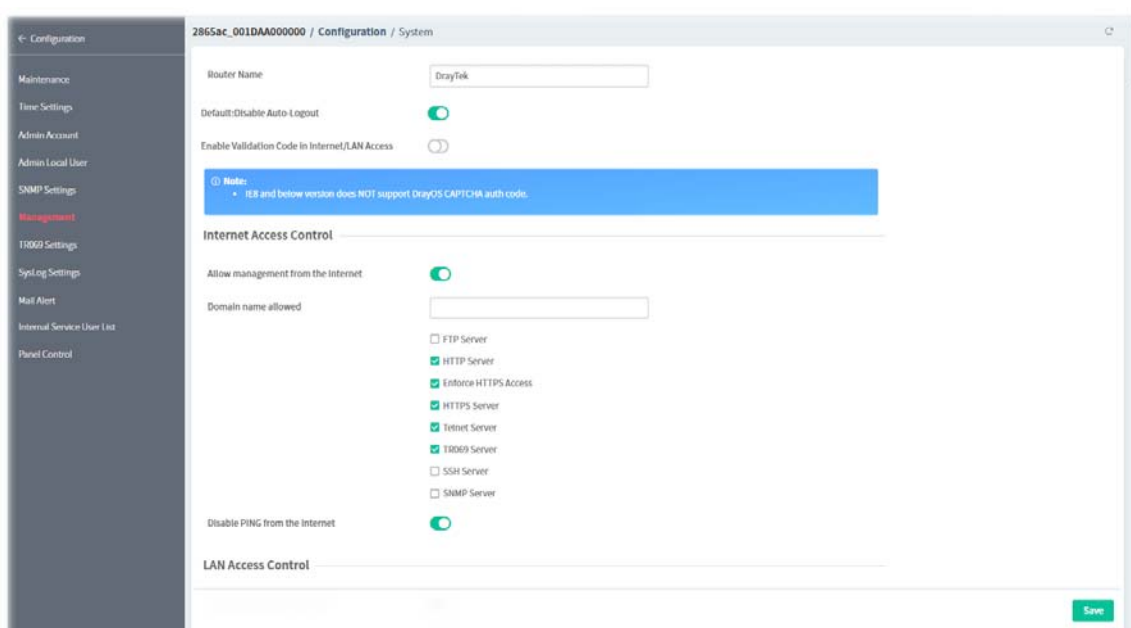 ← Configuration
Maintenance
Time Settings
Admin Account
Admin Local User
SNMP Settings
Management
TR069 Settings
SysLog Settings
Mail Alert
Internal Service User List
Panel Control
2865ac_001DAA000000 / Configuration / System
Router Name
DrayTek
Default:Disable Auto-Logout
Enable Validation Code in Internet/LAN Access
Note:
• IE8 and below version does NOT support DrayOS CAPTCHA auth code.
Internet Access Control
Allow management from the Internet
Domain name allowed
FTP Server
HTTP Server
Enforce HTTPS Access
HTTPS Server
Telnet Server
TR069 Server
SSH Server
SNMP Server
Disable PING from the Internet
LAN Access Control
Save